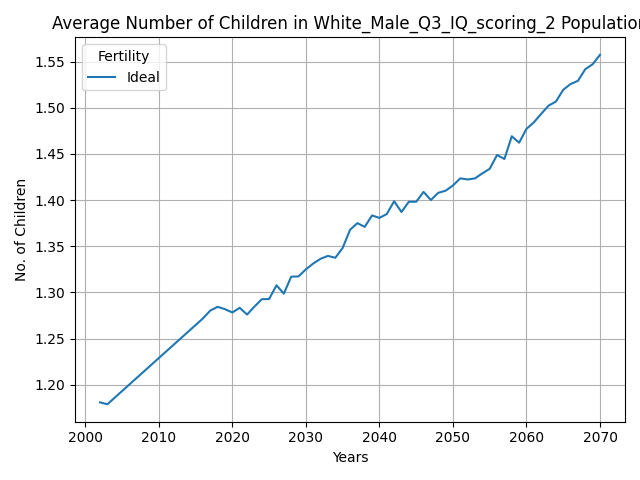 Average Number of Children in White_Male_Q3_IQ_scoring_2 Population
Fertility
Ideal
No. of Children
1.55
1.50
1.45
1.40
1.35
1.30
1.25
1.20
2000 2010 2020 2030 2040 2050 2060 2070
Years